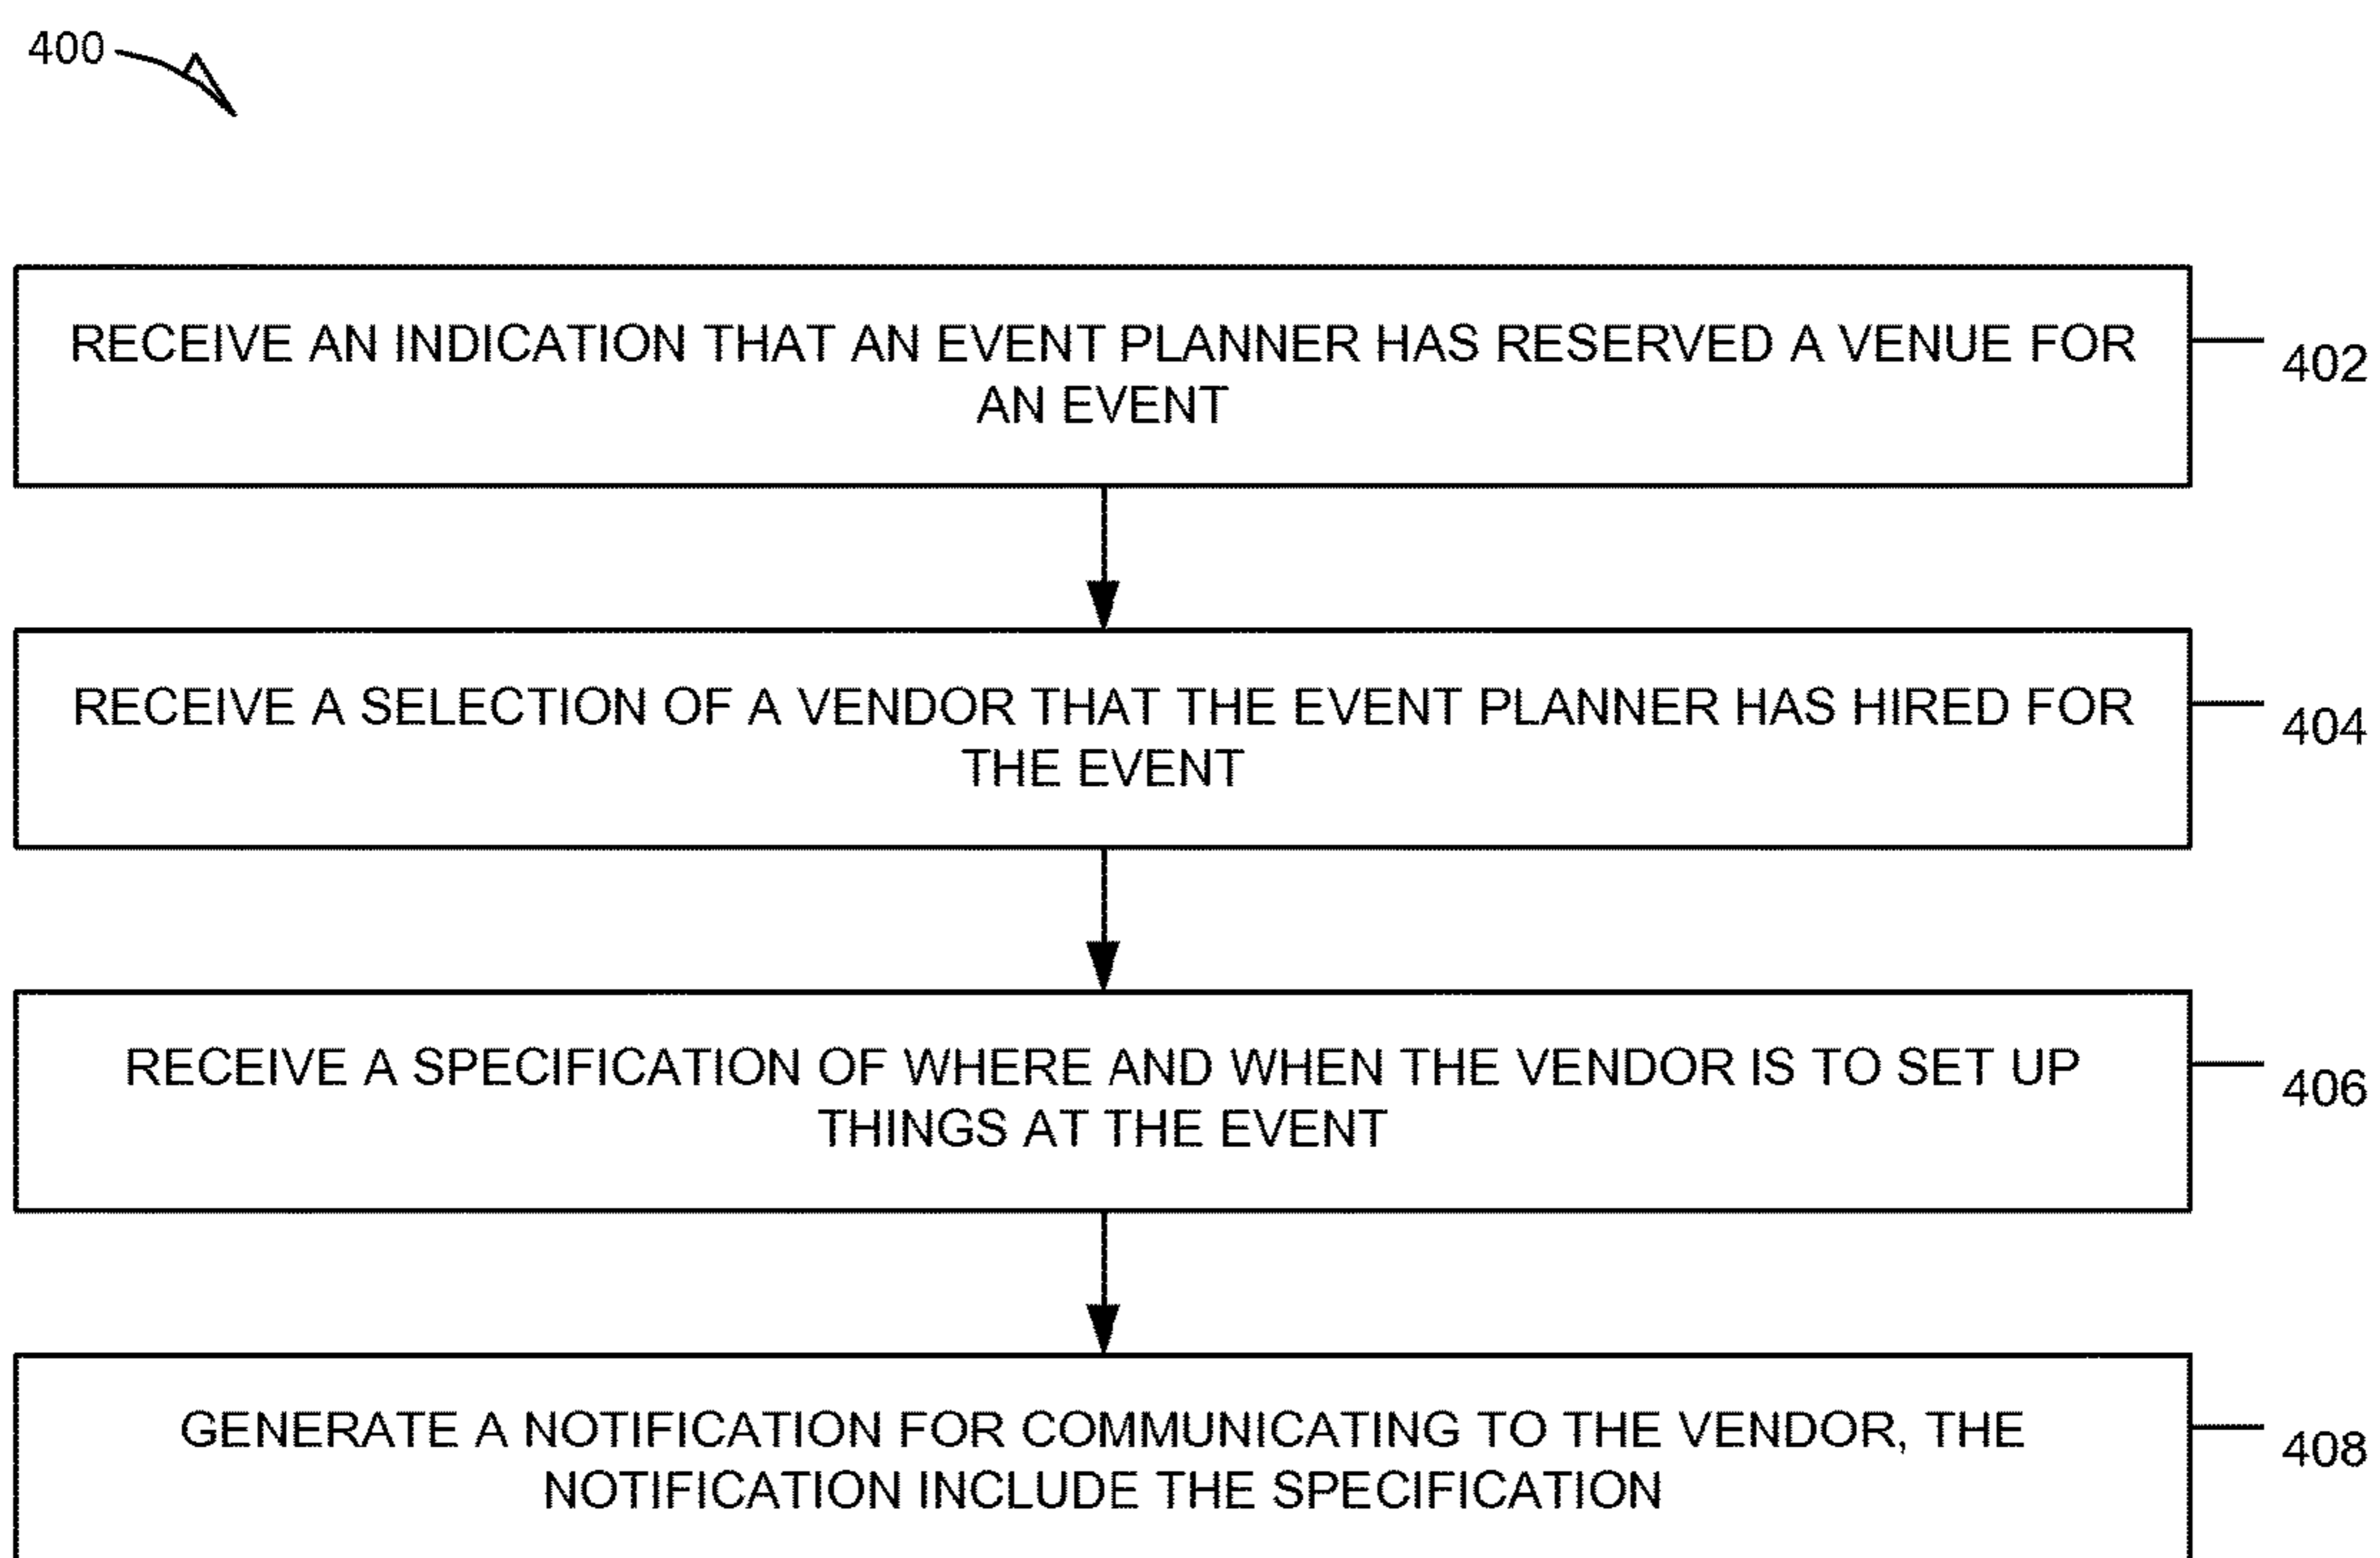 400
RECEIVE AN INDICATION THAT AN EVENT PLANNER HAS RESERVED A VENUE FOR
AN EVENT
402
RECEIVE A SELECTION OF A VENDOR THAT THE EVENT PLANNER HAS HIRED FOR
THE EVENT
404
RECEIVE A SPECIFICATION OF WHERE AND WHEN THE VENDOR IS TO SET UP
THINGS AT THE EVENT
406
GENERATE A NOTIFICATION FOR COMMUNICATING TO THE VENDOR, THE
NOTIFICATION INCLUDE THE SPECIFICATION
408